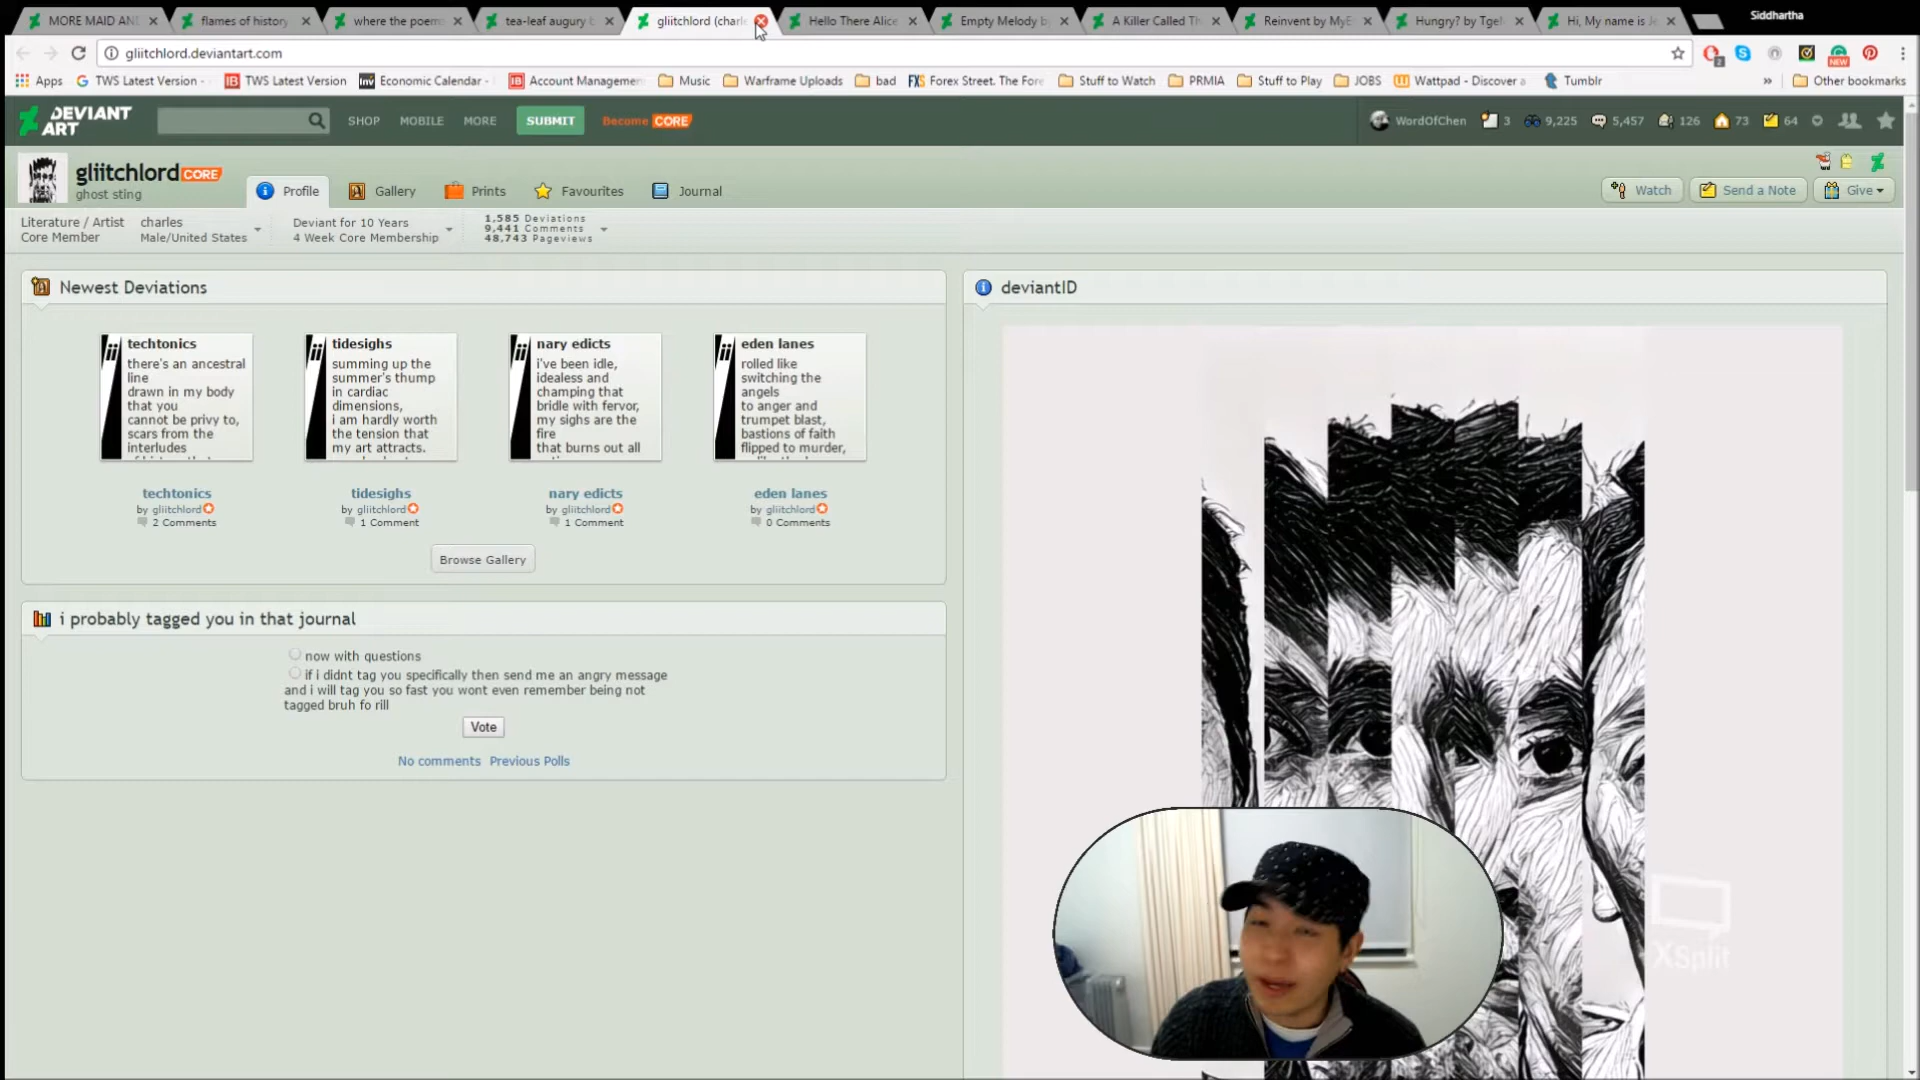 MORE MAID AN
flames of history
where the poem
tea-leaf augury b
gliitchlord (charl
Hello There Alice
Empty Melody b
A Killer Called Th
Reinvent by MyE
Hungry? by Tgel
Hi, My name is Je
Siddhartha
gliitchlord.deviantart.com
Apps
TWS Latest Version -
TWS Latest Version
Economic Calendar -
Account Managemen
Music
Warframe Uploads
bad
Forex Street. The Fore
Stuff to Watch
PRMIA
Stuff to Play
JOBS
Wattpad - Discover a
Tumblr
»
Other bookmarks
DEVIANT
ART
SHOP
MOBILE
MORE
SUBMIT
Become CORE
WordOfChen
3
9,225
5,457
126
73
64
gliitchlord CORE
ghost sting
Profile
Gallery
Prints
Favourites
Journal
Watch
Send a Note
Give
Literature / Artist
Core Member
charles
Male/United States
Deviant for 10 Years
4 Week Core Membership
1,585 Deviations
9,441 Comments
48,743 Pageviews
Newest Deviations
techtonics
there's an ancestral
line
drawn in my body
that you
cannot be privy to,
scars from the
interludes
tidesighs
summing up the
summer's thump
in cardiac
dimensions,
i am hardly worth
the tension that
my art attracts.
nary edicts
i've been idle,
idealess and
champing that
bridle with fervor,
my sighs are the
fire
that burns out all
eden lanes
rolled like
switching the
angels
to anger and
trumpet blast,
bastions of faith
flipped to murder,
techtonics
by gliitchlord
2 Comments
tidesighs
by gliitchlord
1 Comment
nary edicts
by gliitchlord
1 Comment
eden lanes
by gliitchlord
0 Comments
Browse Gallery
i probably tagged you in that journal
now with questions
if i didnt tag you specifically then send me an angry message
and i will tag you so fast you wont even remember being not
tagged bruh fo rill
Vote
No comments Previous Polls
deviantID
XSplit